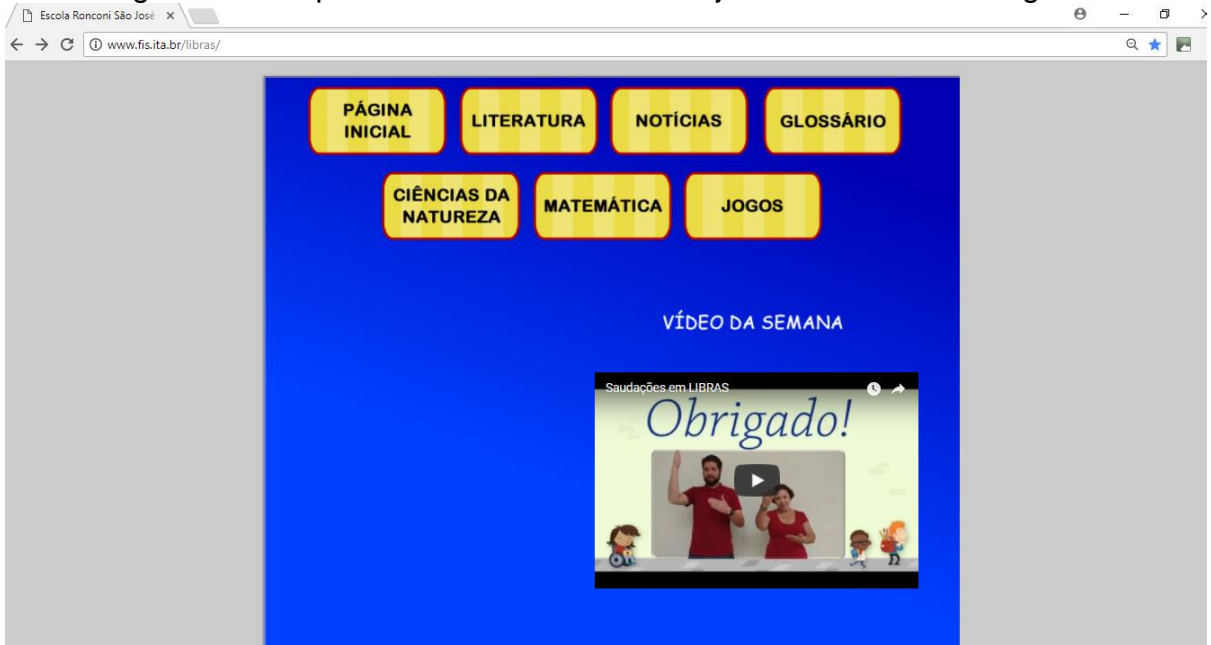 Escola Ronconi São José
www.fis.ita.br/libras/
PÁGINA
INICIAL
LITERATURA
NOTÍCIAS
GLOSSÁRIO
CIÊNCIAS DA
NATUREZA
MATEMÁTICA
JOGOS
VÍDEO DA SEMANA
Saudações em LIBRAS
Obrigado!